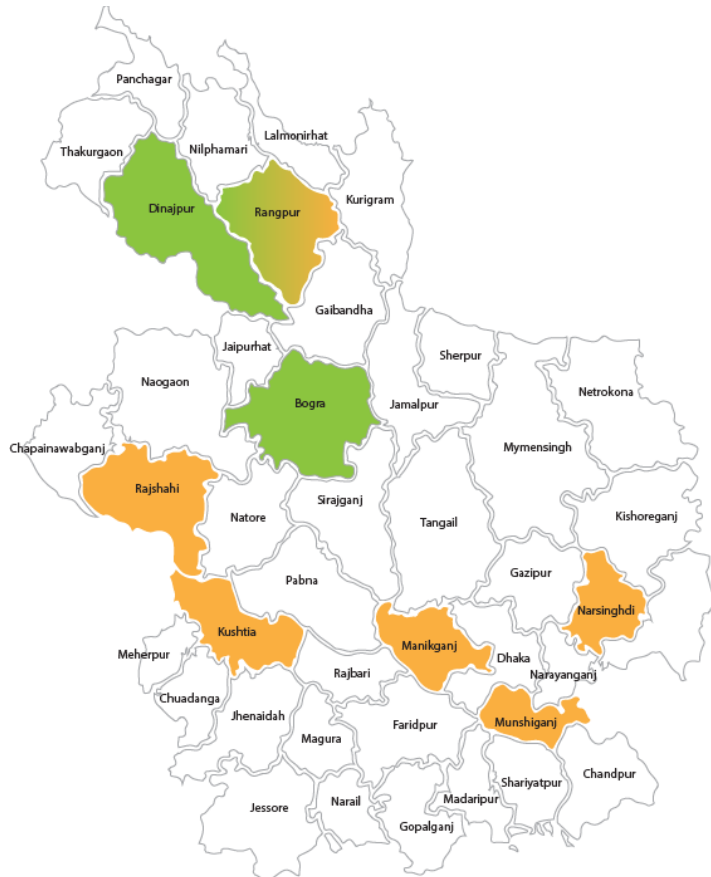 Panchagar
Lalmonirhat
Thakurgaon
Nilphamari
Kurigram
Dinajpur
Rangpur
Gaibandha
Jaipurhat
Sherpur
Naogaon
Netrokona
Bogra
Jamalpur
Chapainawabganj
Mymensingh
Rajshahi
Sirajganj
Natore
Tangail
Kishoreganj
Pabna
Gazipur
Narsinghdi
Kushtia
Manikganj
Meherpur
Dhaka
Rajbari
Narayanganj
Chuadanga
Jhenaidah
Faridpur
Munshiganj
Magura
Shariyatpur
Chandpur
Jessore
Narail
Madaripur
Gopalganj